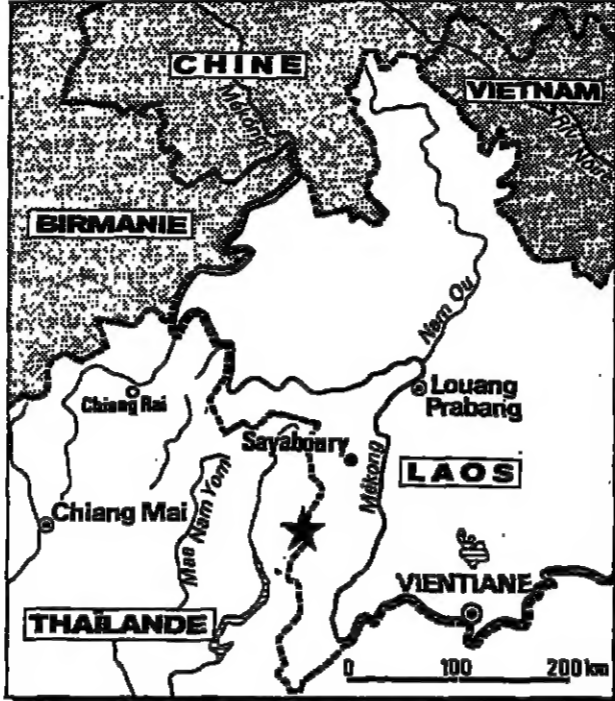 CHINE
Mékong
VIETNAM
Riv. Noire
BIRMANIE
Nam Ou
Chiang Rai
Louang
Prabang
Sayaboury
Mékong
LAOS
Chiang Mai
Mae Nam Yom
VIENTIANE
THAÏLANDE
0 100 200 km